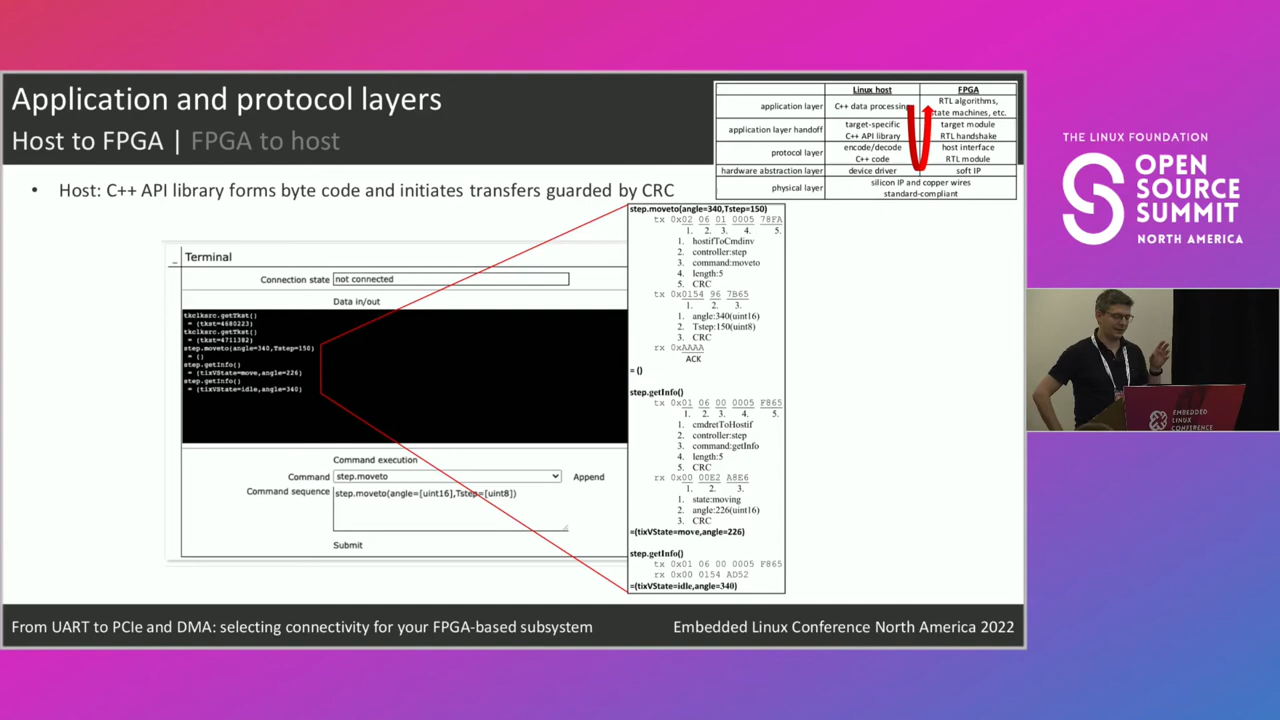 Application and protocol layers
Host to FPGA | FPGA to host
Linux host FPGA
application layer C++ data processing RTL algorithms,
state machines, etc.
application layer handoff target-specific target module
C++ API library RTL handshake
protocol layer encode/decode host interface
C++ code RTL module
hardware abstraction layer device driver soft IP
physical layer silicon IP and copper wires
standard-compliant
• Host: C++ API library forms byte code and initiates transfers guarded by CRC
_ Terminal
Connection state not connected
Data in/out
tkclksrc.getTkst()
= (tkst=4680223)
tkclksrc.getTkst()
= (tkst=4711382)
step.moveto(angle=340,Tstep=150)
= ()
step.getInfo()
= (tixVState=move,angle=226)
step.getInfo()
= (tixVState=idle,angle=340)
Command execution
Command step.moveto Append
Command sequence step.moveto(angle=[uint16],Tstep=[uint8])
Submit
step.moveto(angle=340,Tstep=150)
tx 0x02 06 01 0005 78FA
1. 2. 3. 4. 5.
1. hostifToCmdinv
2. controller:step
3. command:moveto
4. length:5
5. CRC
tx 0x0154 96 7B65
1. 2. 3.
1. angle:340(uint16)
2. Tstep:150(uint8)
3. CRC
rx 0xAAAA
ACK
= ()
step.getInfo()
tx 0x01 06 00 0005 F865
1. 2. 3. 4. 5.
1. cmdretToHostif
2. controller:step
3. command:getInfo
4. length:5
5. CRC
rx 0x00 00E2 A8E6
1. 2. 3.
1. state:moving
2. angle:226(uint16)
3. CRC
=(tixVState=move,angle=226)
step.getInfo()
tx 0x01 06 00 0005 F865
rx 0x00 0154 AD52
=(tixVState=idle,angle=340)
From UART to PCIe and DMA: selecting connectivity for your FPGA-based subsystem
Embedded Linux Conference North America 2022
THE LINUX FOUNDATION
OPEN
SOURCE
SUMMIT
NORTH AMERICA
EMBEDDED
LINUX
CONFERENCE